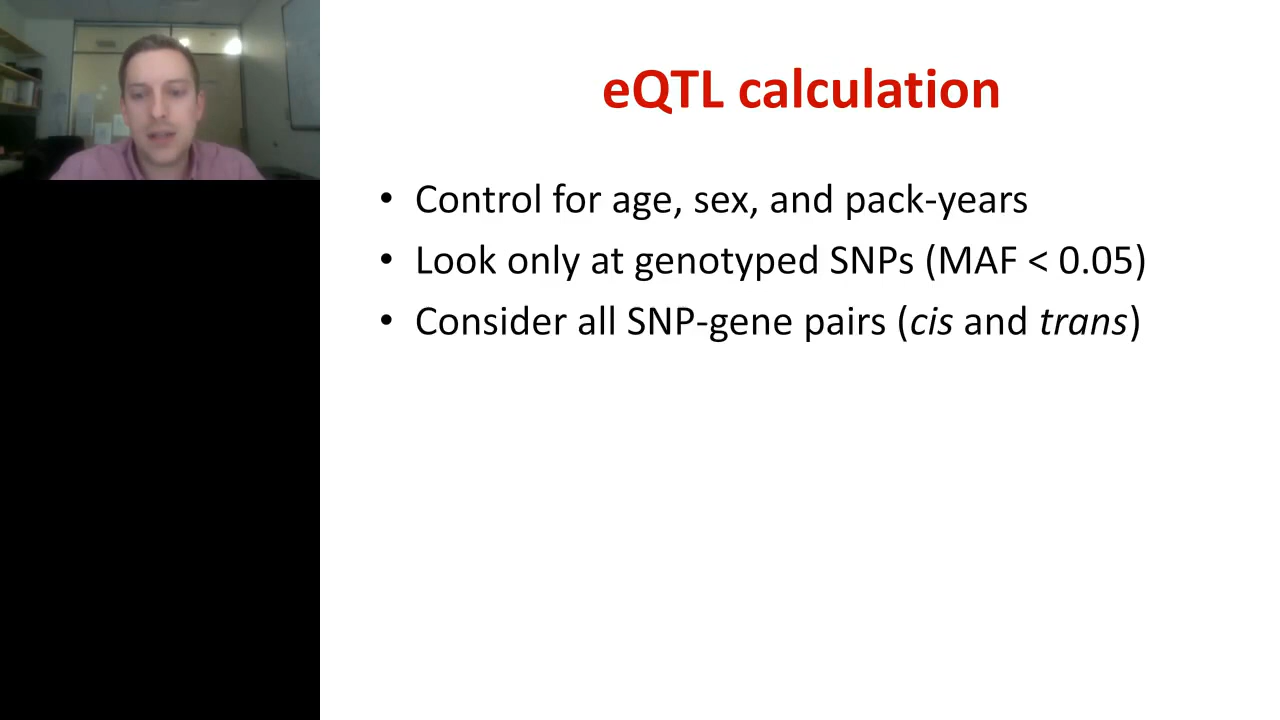 eQTL calculation
• Control for age, sex, and pack-years
• Look only at genotyped SNPs (MAF < 0.05)
• Consider all SNP-gene pairs (cis and trans)